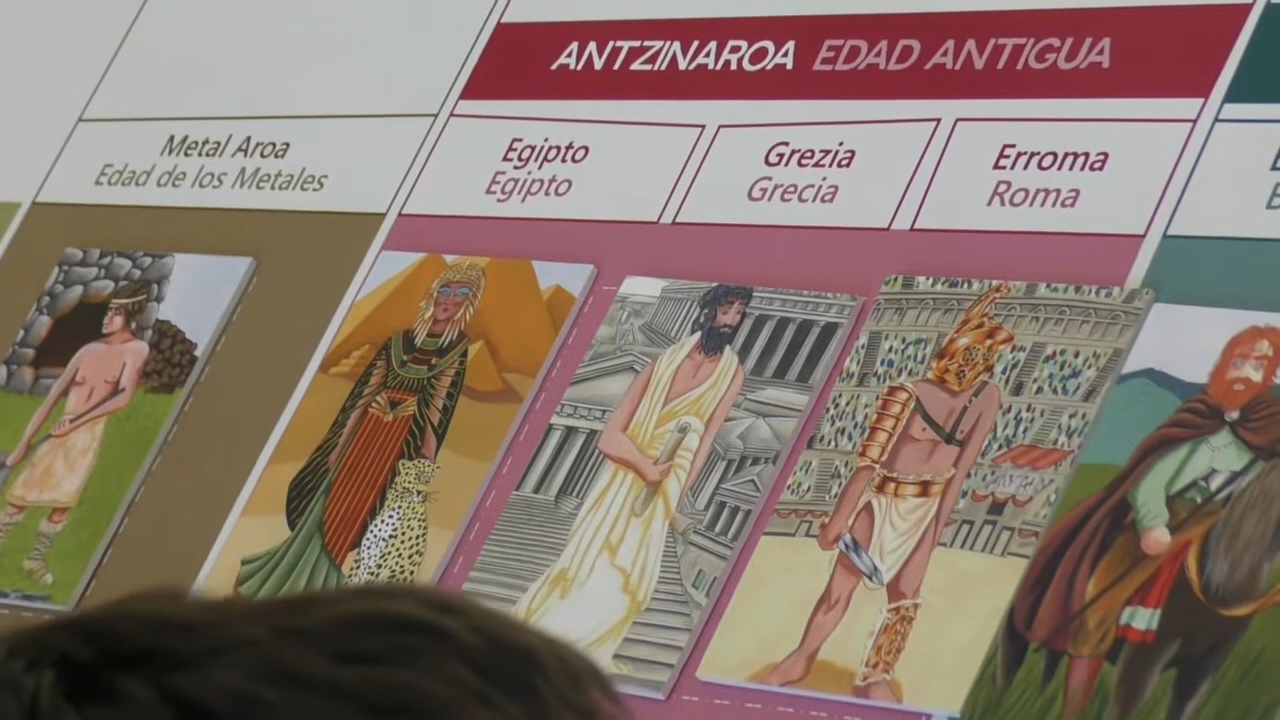 ANTZINAROA EDAD ANTIGUA
Metal Aroa
Edad de los Metales
Egipto
Egipto
Grezia
Grecia
Erroma
Roma